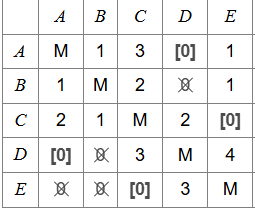 A B C D E
A M 1 3 [0] 1
B 1 M 2 0 1
C 2 1 M 2 [0]
D [0] 0 3 M 4
E 0 0 [0] 3 M